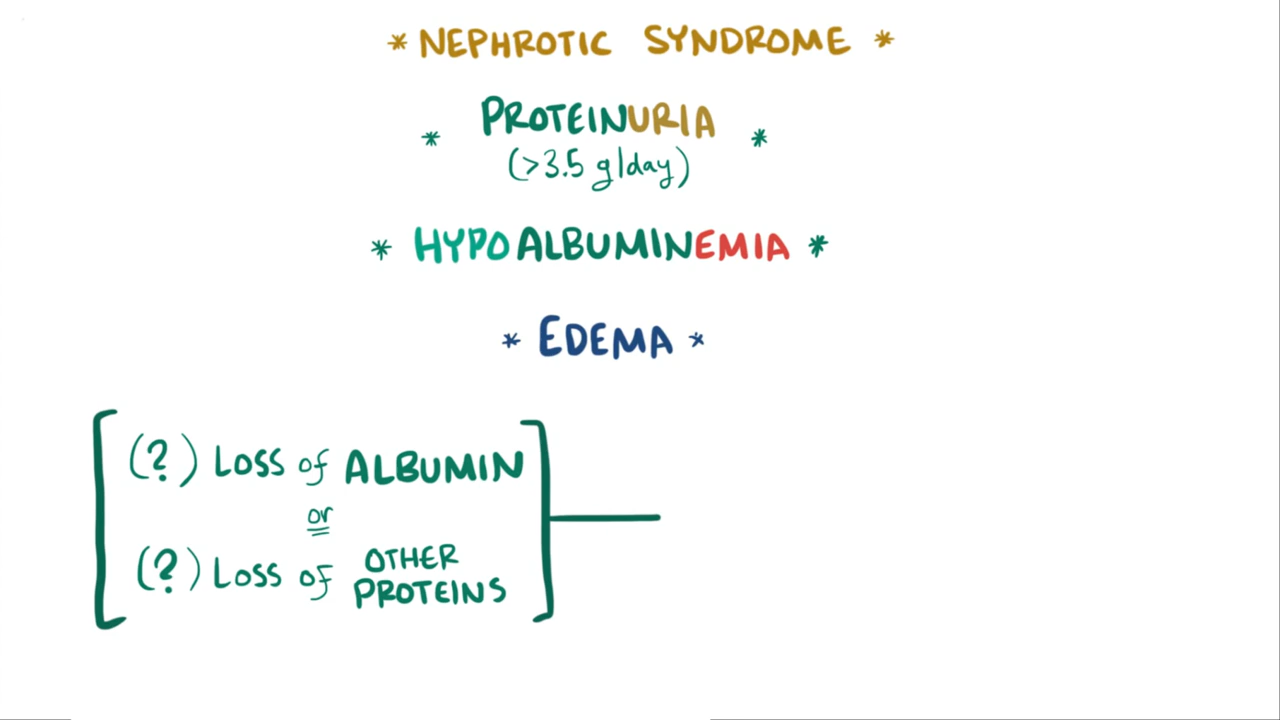 * NEPHROTIC SYNDROME *
* PROTEINURIA *
(>3.5 g/day)
* HYPOALBUMINEMIA *
* EDEMA *
(?) LOSS of ALBUMIN
or
(?) LOSS of OTHER
PROTEINS